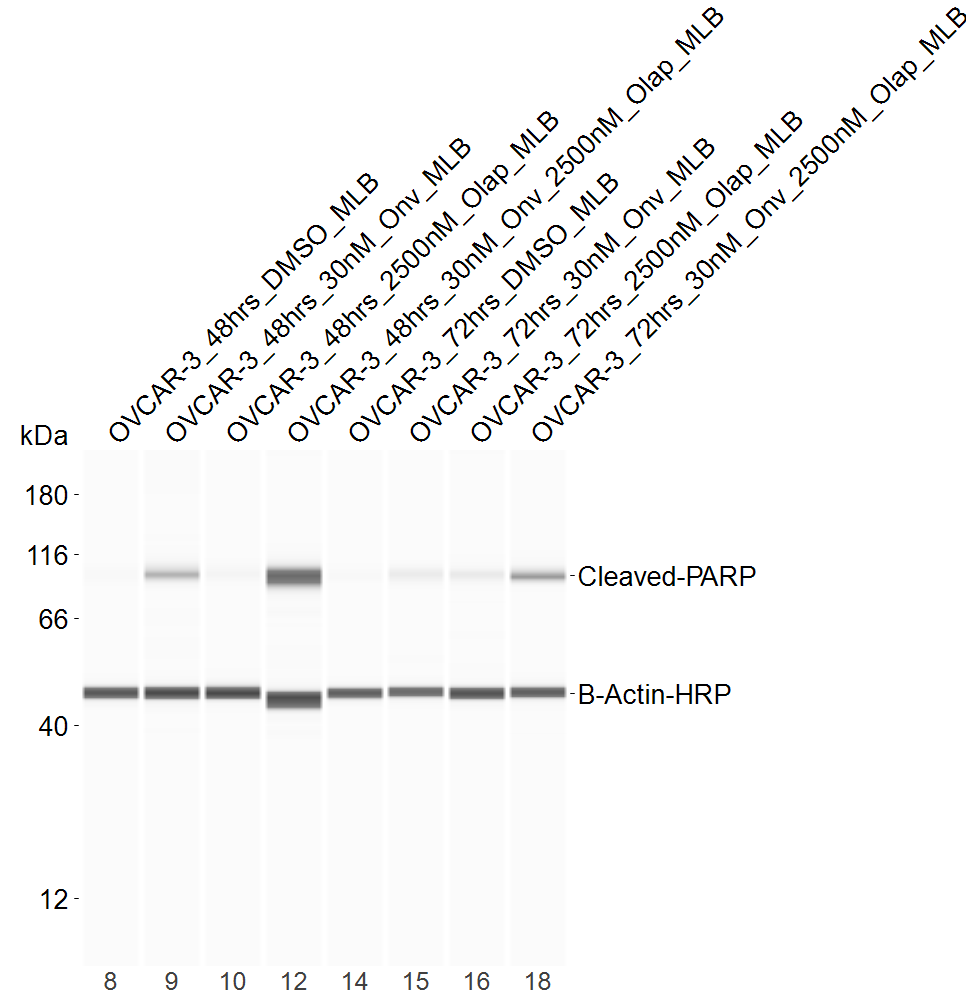 OVCAR-3_48hrs_DMSO_MLB
OVCAR-3_48hrs_30nM_Onv_MLB
OVCAR-3_48hrs_2500nM_Olap_MLB
OVCAR-3_48hrs_30nM_Onv_2500nM_Olap_MLB
OVCAR-3_72hrs_DMSO_MLB
OVCAR-3_72hrs_30nM_Onv_MLB
OVCAR-3_72hrs_2500nM_Olap_MLB
OVCAR-3_72hrs_30nM_Onv_2500nM_Olap_MLB
kDa
180
116
Cleaved-PARP
66
B-Actin-HRP
40
12
8 9 10 12 14 15 16 18